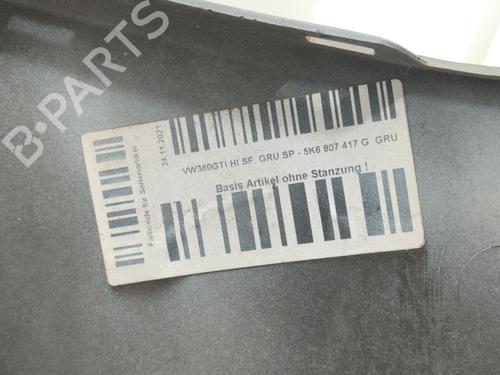 B-PARTS
VW360GTI HI SF. GRU SP - 5K6 807 417 G GRU
Basis Artikel ohne Stanzung !
24.11.2021
Farbcode für Serienartikel